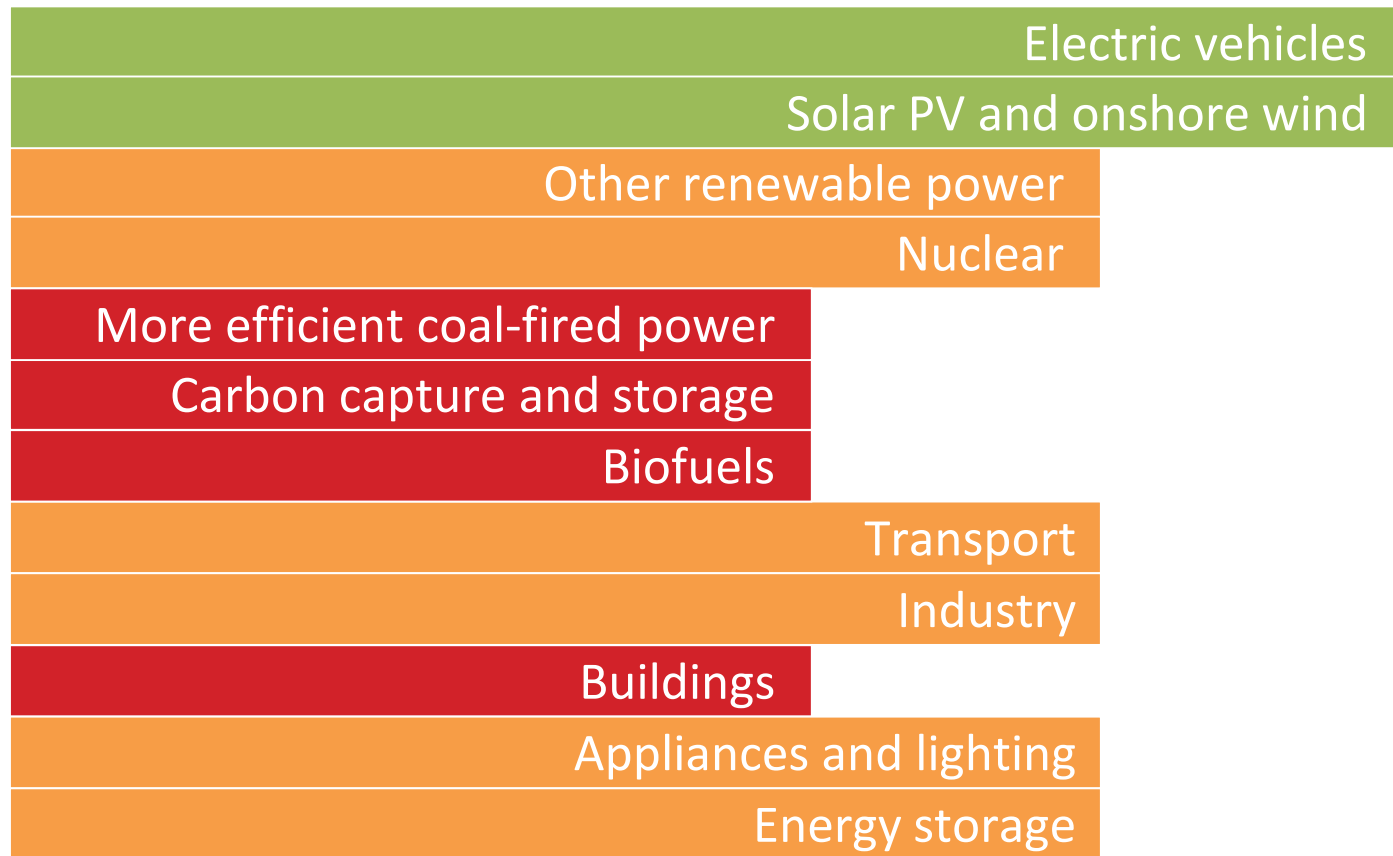 Electric vehicles
Solar PV and onshore wind
Other renewable power
Nuclear
More efficient coal-fired power
Carbon capture and storage
Biofuels
Transport
Industry
Buildings
Appliances and lighting
Energy storage